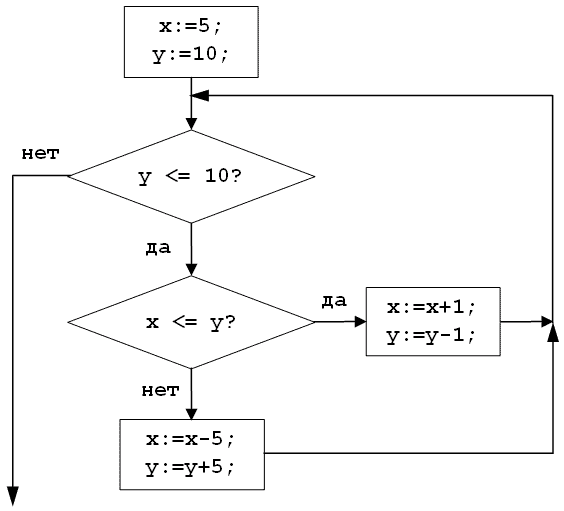 x:=5;
y:=10;
нет
y <= 10?
да
x <= y?
да
x:=x+1;
y:=y-1;
нет
x:=x-5;
y:=y+5;